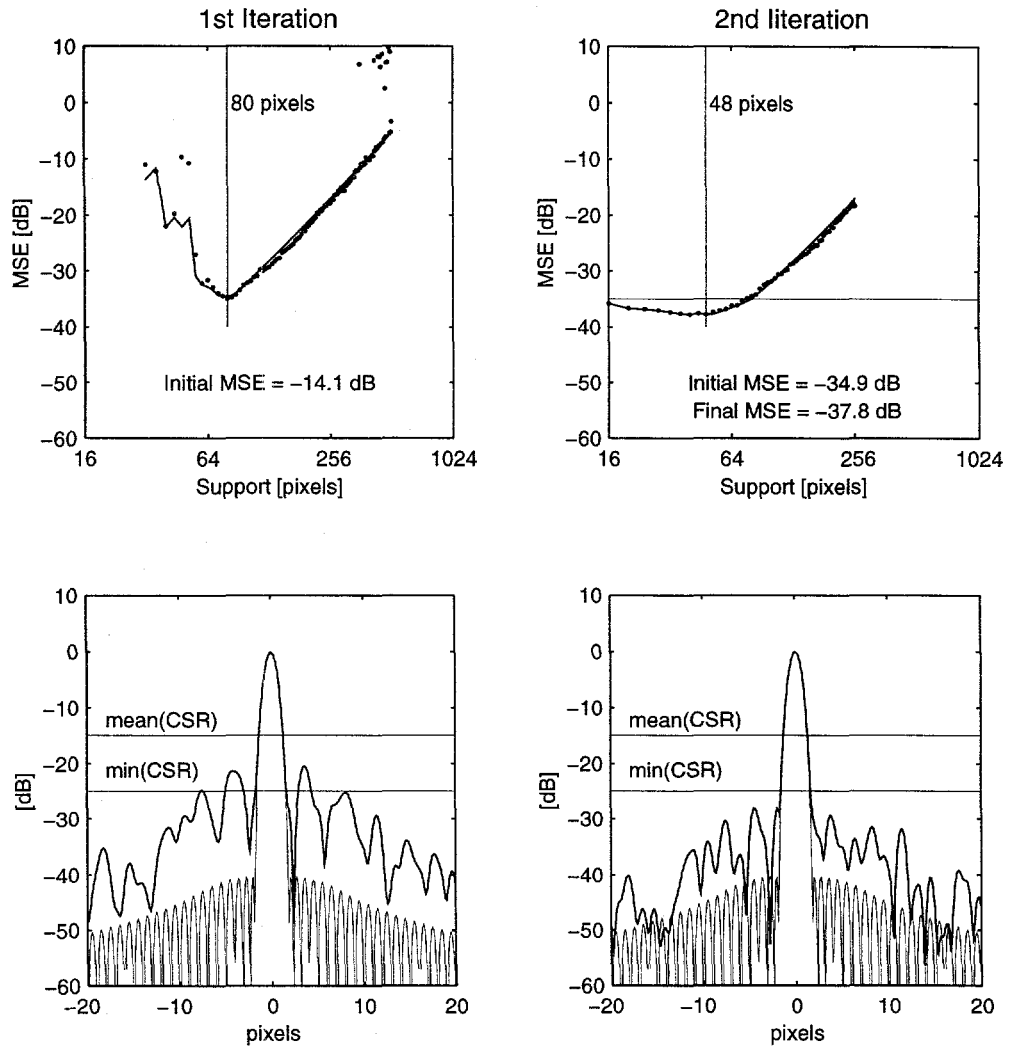 1st Iteration
2nd Iiteration
10
0
−10
−20
−30
−40
−50
−60
MSE [dB]
80 pixels
Initial MSE = −14.1 dB
16
64
256
1024
Support [pixels]
10
0
−10
−20
−30
−40
−50
−60
MSE [dB]
48 pixels
Initial MSE = −34.9 dB
Final MSE = −37.8 dB
16
64
256
1024
Support [pixels]
10
0
−10
−20
−30
−40
−50
−60
[dB]
mean(CSR)
min(CSR)
−20
−10
0
10
20
pixels
10
0
−10
−20
−30
−40
−50
−60
[dB]
mean(CSR)
min(CSR)
−20
−10
0
10
20
pixels